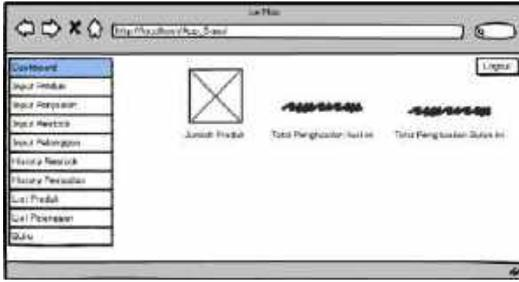 Dashboard
Input Produk
Input Penjualan
Input Restock
Input Pelanggan
History Restock
History Penjualan
List Produk
List Pelanggan
Logout
Jumlah Produk
Total Penghasilan hari ini
Total Penghasilan Bulan ini